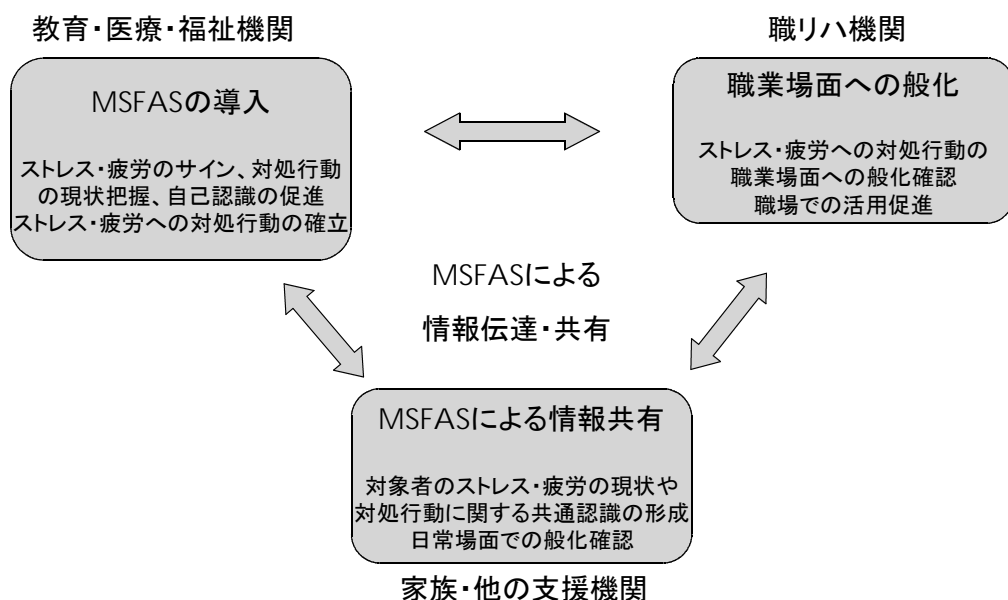 教育・医療・福祉機関
MSFASの導入
ストレス・疲労のサイン、対処行動
の現状把握、自己認識の促進
ストレス・疲労への対処行動の確立
職リハ機関
職業場面への般化
ストレス・疲労への対処行動の
職業場面への般化確認
職場での活用促進
MSFASによる
情報伝達・共有
MSFASによる情報共有
対象者のストレス・疲労の現状や
対処行動に関する共通認識の形成
日常場面での般化確認
家族・他の支援機関